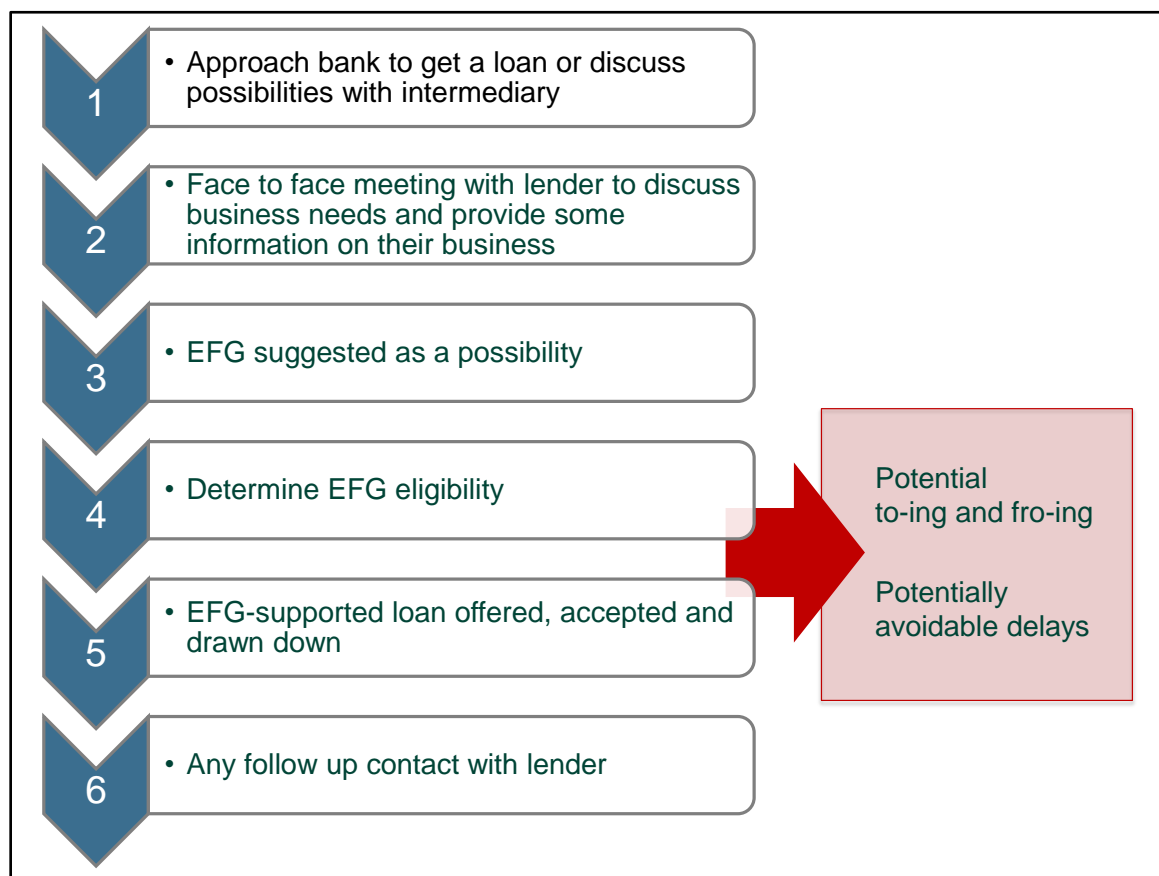 1
• Approach bank to get a loan or discuss
possibilities with intermediary
2
• Face to face meeting with lender to discuss
business needs and provide some
information on their business
3
• EFG suggested as a possibility
4
• Determine EFG eligibility
Potential
to-ing and fro-ing
Potentially
avoidable delays
5
• EFG-supported loan offered, accepted and
drawn down
6
• Any follow up contact with lender